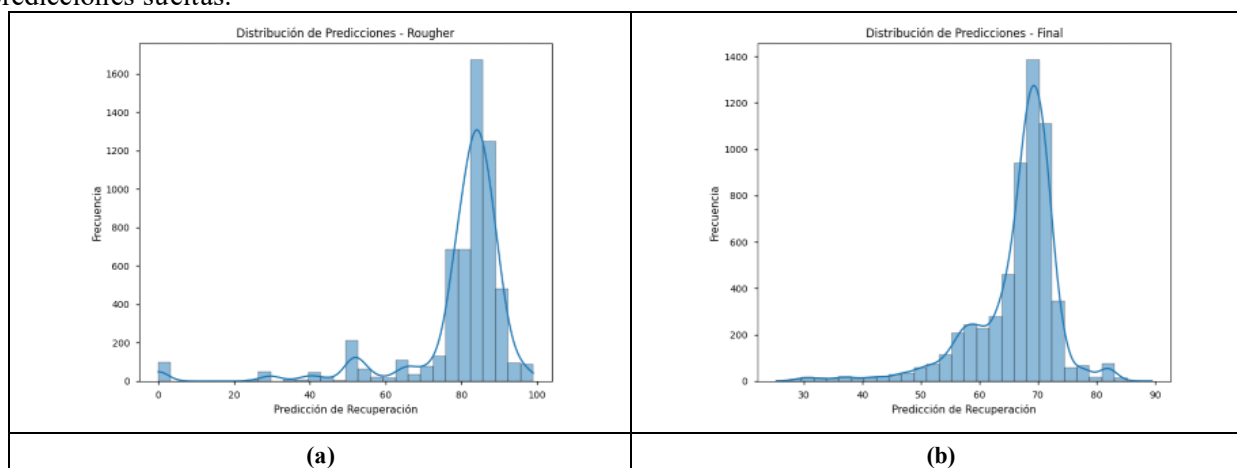 predicciones sueltas.
Distribución de Predicciones - Rougher
1600
1400
1200
1000
800
600
400
200
0
Frecuencia
0 20 40 60 80 100
Predicción de Recuperación
Distribución de Predicciones - Final
1400
1200
1000
800
600
400
200
0
Frecuencia
30 40 50 60 70 80 90
Predicción de Recuperación
(a) (b)